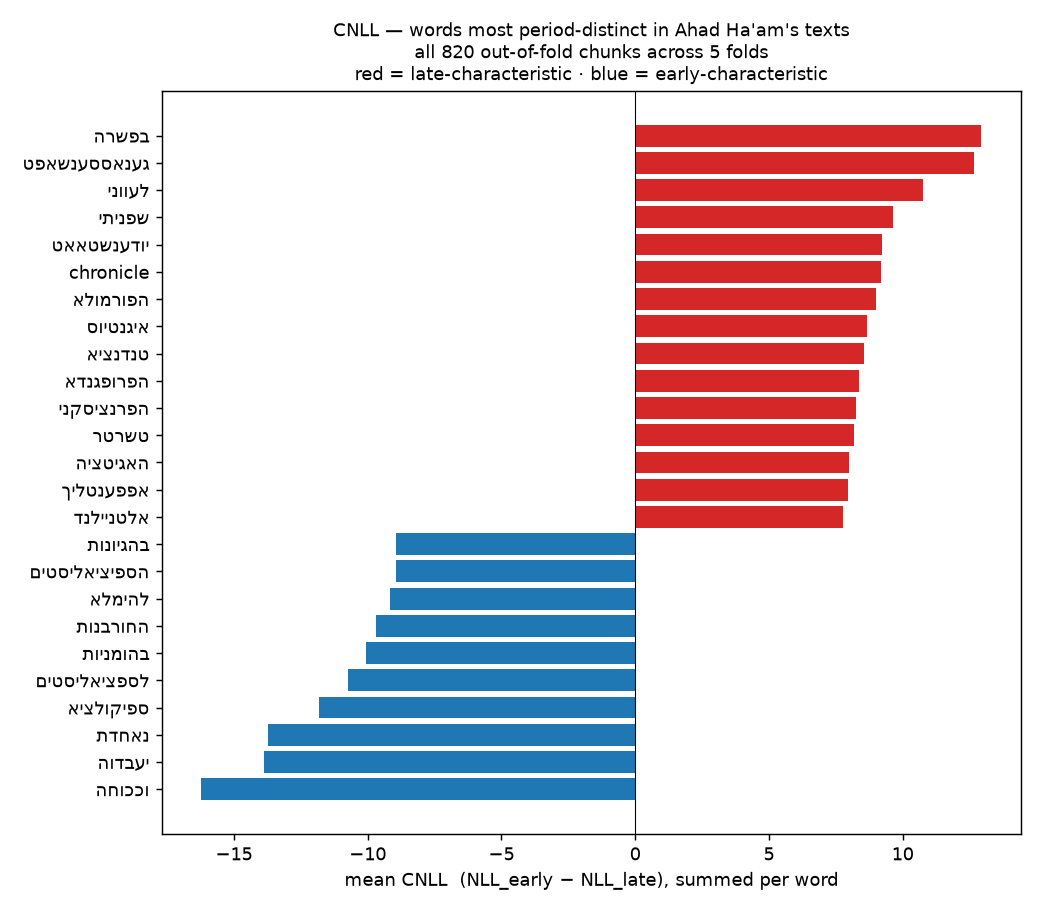 CNLL — words most period-distinct in Ahad Ha'am's texts
all 820 out-of-fold chunks across 5 folds
red = late-characteristic · blue = early-characteristic
בפשרה
גענאססענשאפט
לעווני
שפניתי
יודענשטאאט
chronicle
הפורמולא
איגנטיוס
טנדנציא
הפרופגנדא
הפרנציסקני
טשרטר
האגיטציה
אפפענטליך
אלטניילנד
בהגיונות
הספיציאליסטים
להימלא
החורבנות
בהומניות
לספציאליסטים
ספיקולציא
נאחדת
יעבדוה
וככוחה
−15 −10 −5 0 5 10
mean CNLL (NLL_early − NLL_late), summed per word